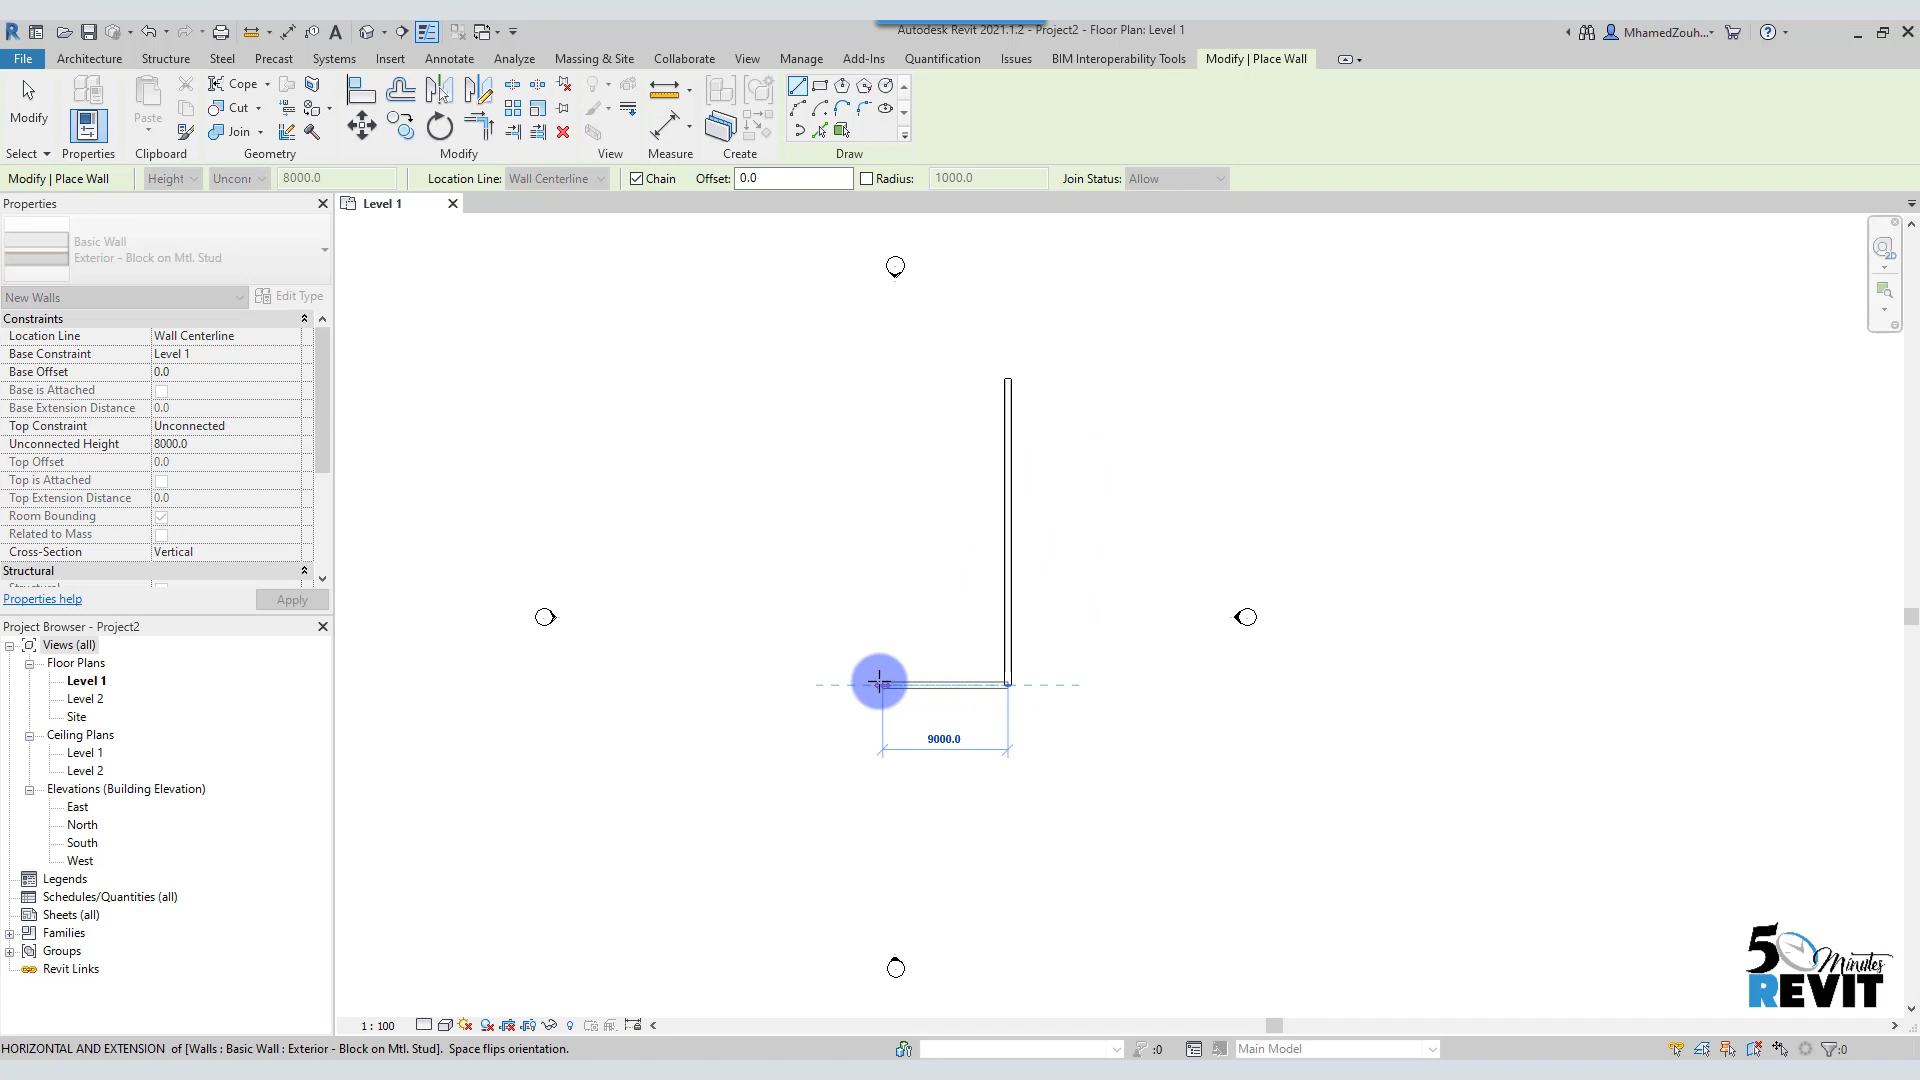 Autodesk Revit 2021.1.2 - Project2 - Floor Plan: Level 1
MhamedZouh...
File Architecture Structure Steel Precast Systems Insert Annotate Analyze Massing & Site Collaborate View Manage Add-Ins Quantification Issues BIM Interoperability Tools Modify | Place Wall
Modify
Paste
Cope
Cut
Join
Select Properties Clipboard Geometry Modify View Measure Create Draw
Modify | Place Wall Height Unconr 8000.0 Location Line: Wall Centerline Chain Offset: 0.0 Radius: 1000.0 Join Status: Allow
Properties
Level 1
Basic Wall
Exterior - Block on Mtl. Stud
New Walls Edit Type
Constraints
Location Line Wall Centerline
Base Constraint Level 1
Base Offset 0.0
Base is Attached
Base Extension Distance 0.0
Top Constraint Unconnected
Unconnected Height 8000.0
Top Offset 0.0
Top is Attached
Top Extension Distance 0.0
Room Bounding
Related to Mass
Cross-Section Vertical
Structural
Properties help Apply
Project Browser - Project2
Views (all)
Floor Plans
Level 1
Level 2
Site
Ceiling Plans
Level 1
Level 2
Elevations (Building Elevation)
East
North
South
West
Legends
Schedules/Quantities (all)
Sheets (all)
Families
Groups
Revit Links
2D
9000.0
5 Minutes
REVIT
1 : 100
HORIZONTAL AND EXTENSION of [Walls : Basic Wall : Exterior - Block on Mtl. Stud]. Space flips orientation.
:0
Main Model
:0